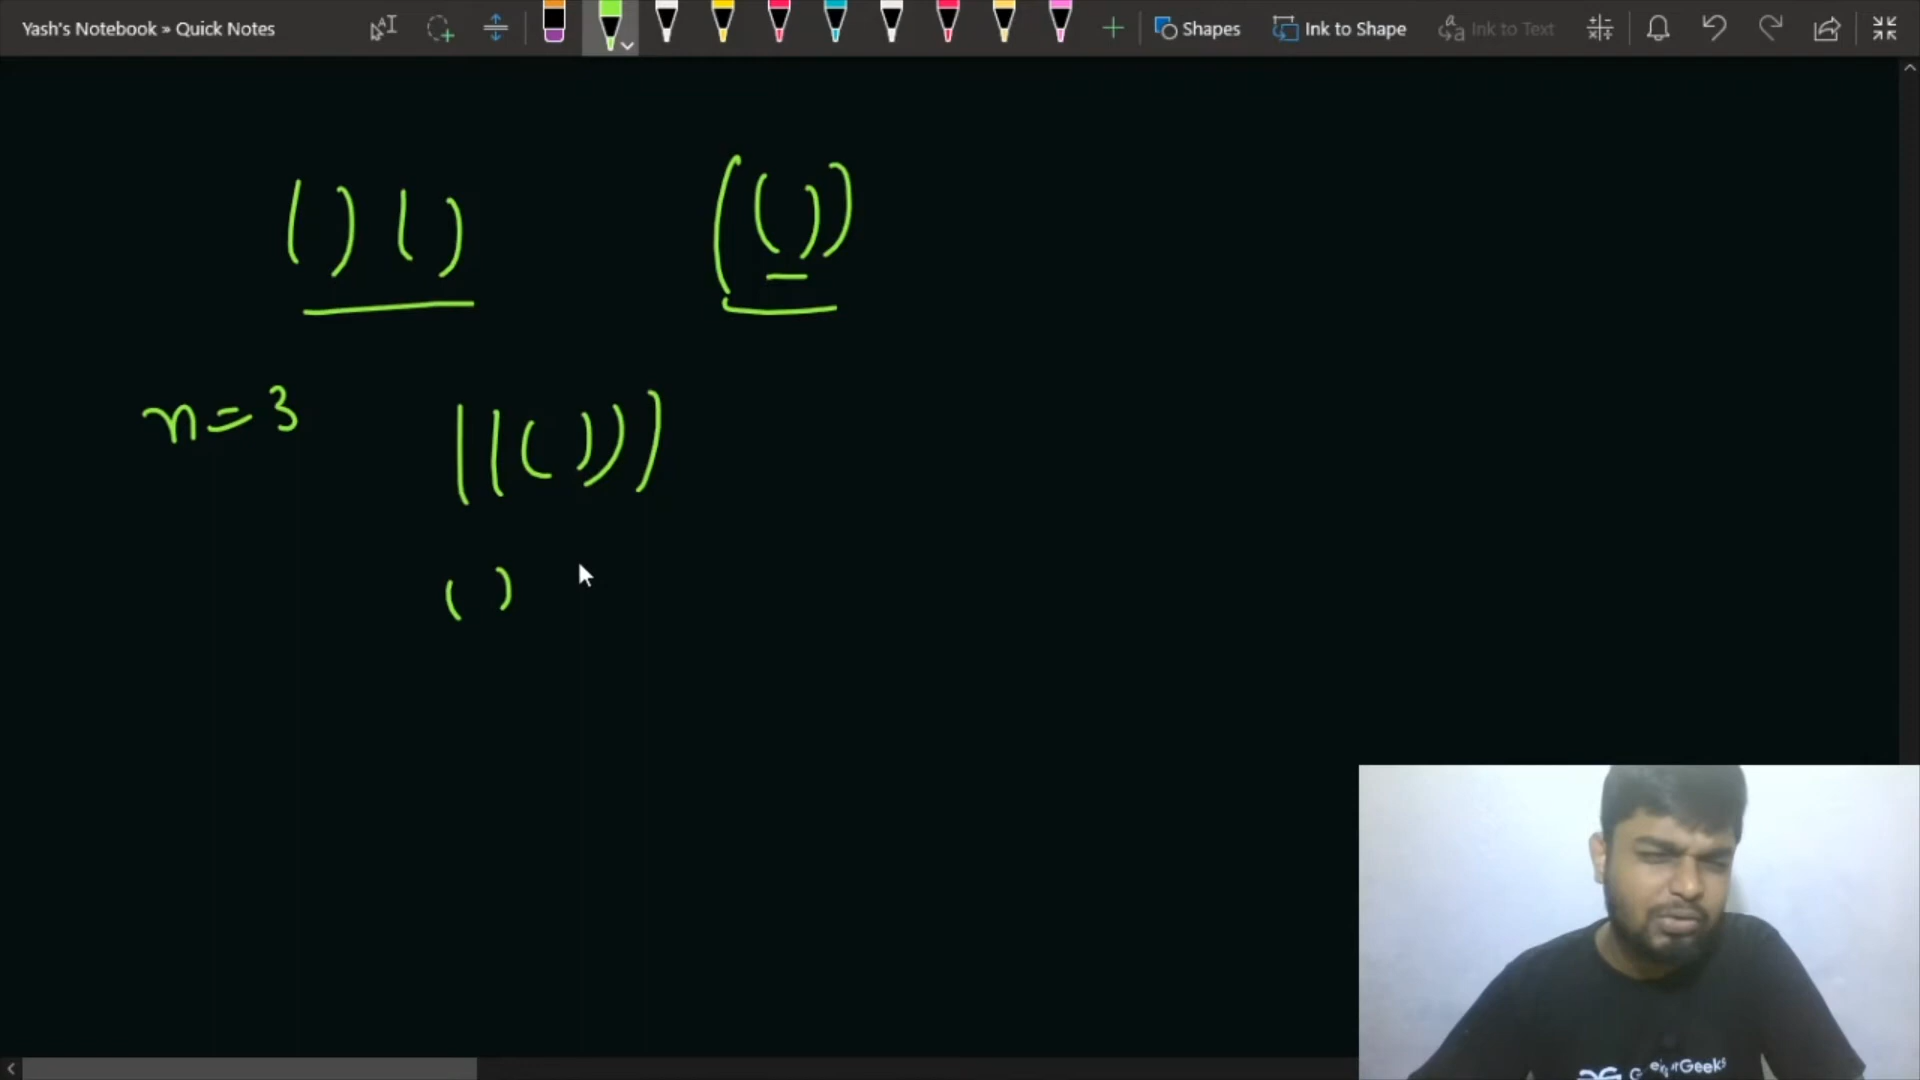 Yash's Notebook » Quick Notes
Shapes
Ink to Shape
Ink to Text
( ) ( )
( ( ) )
n = 3
( ( ( ) ) )
( )